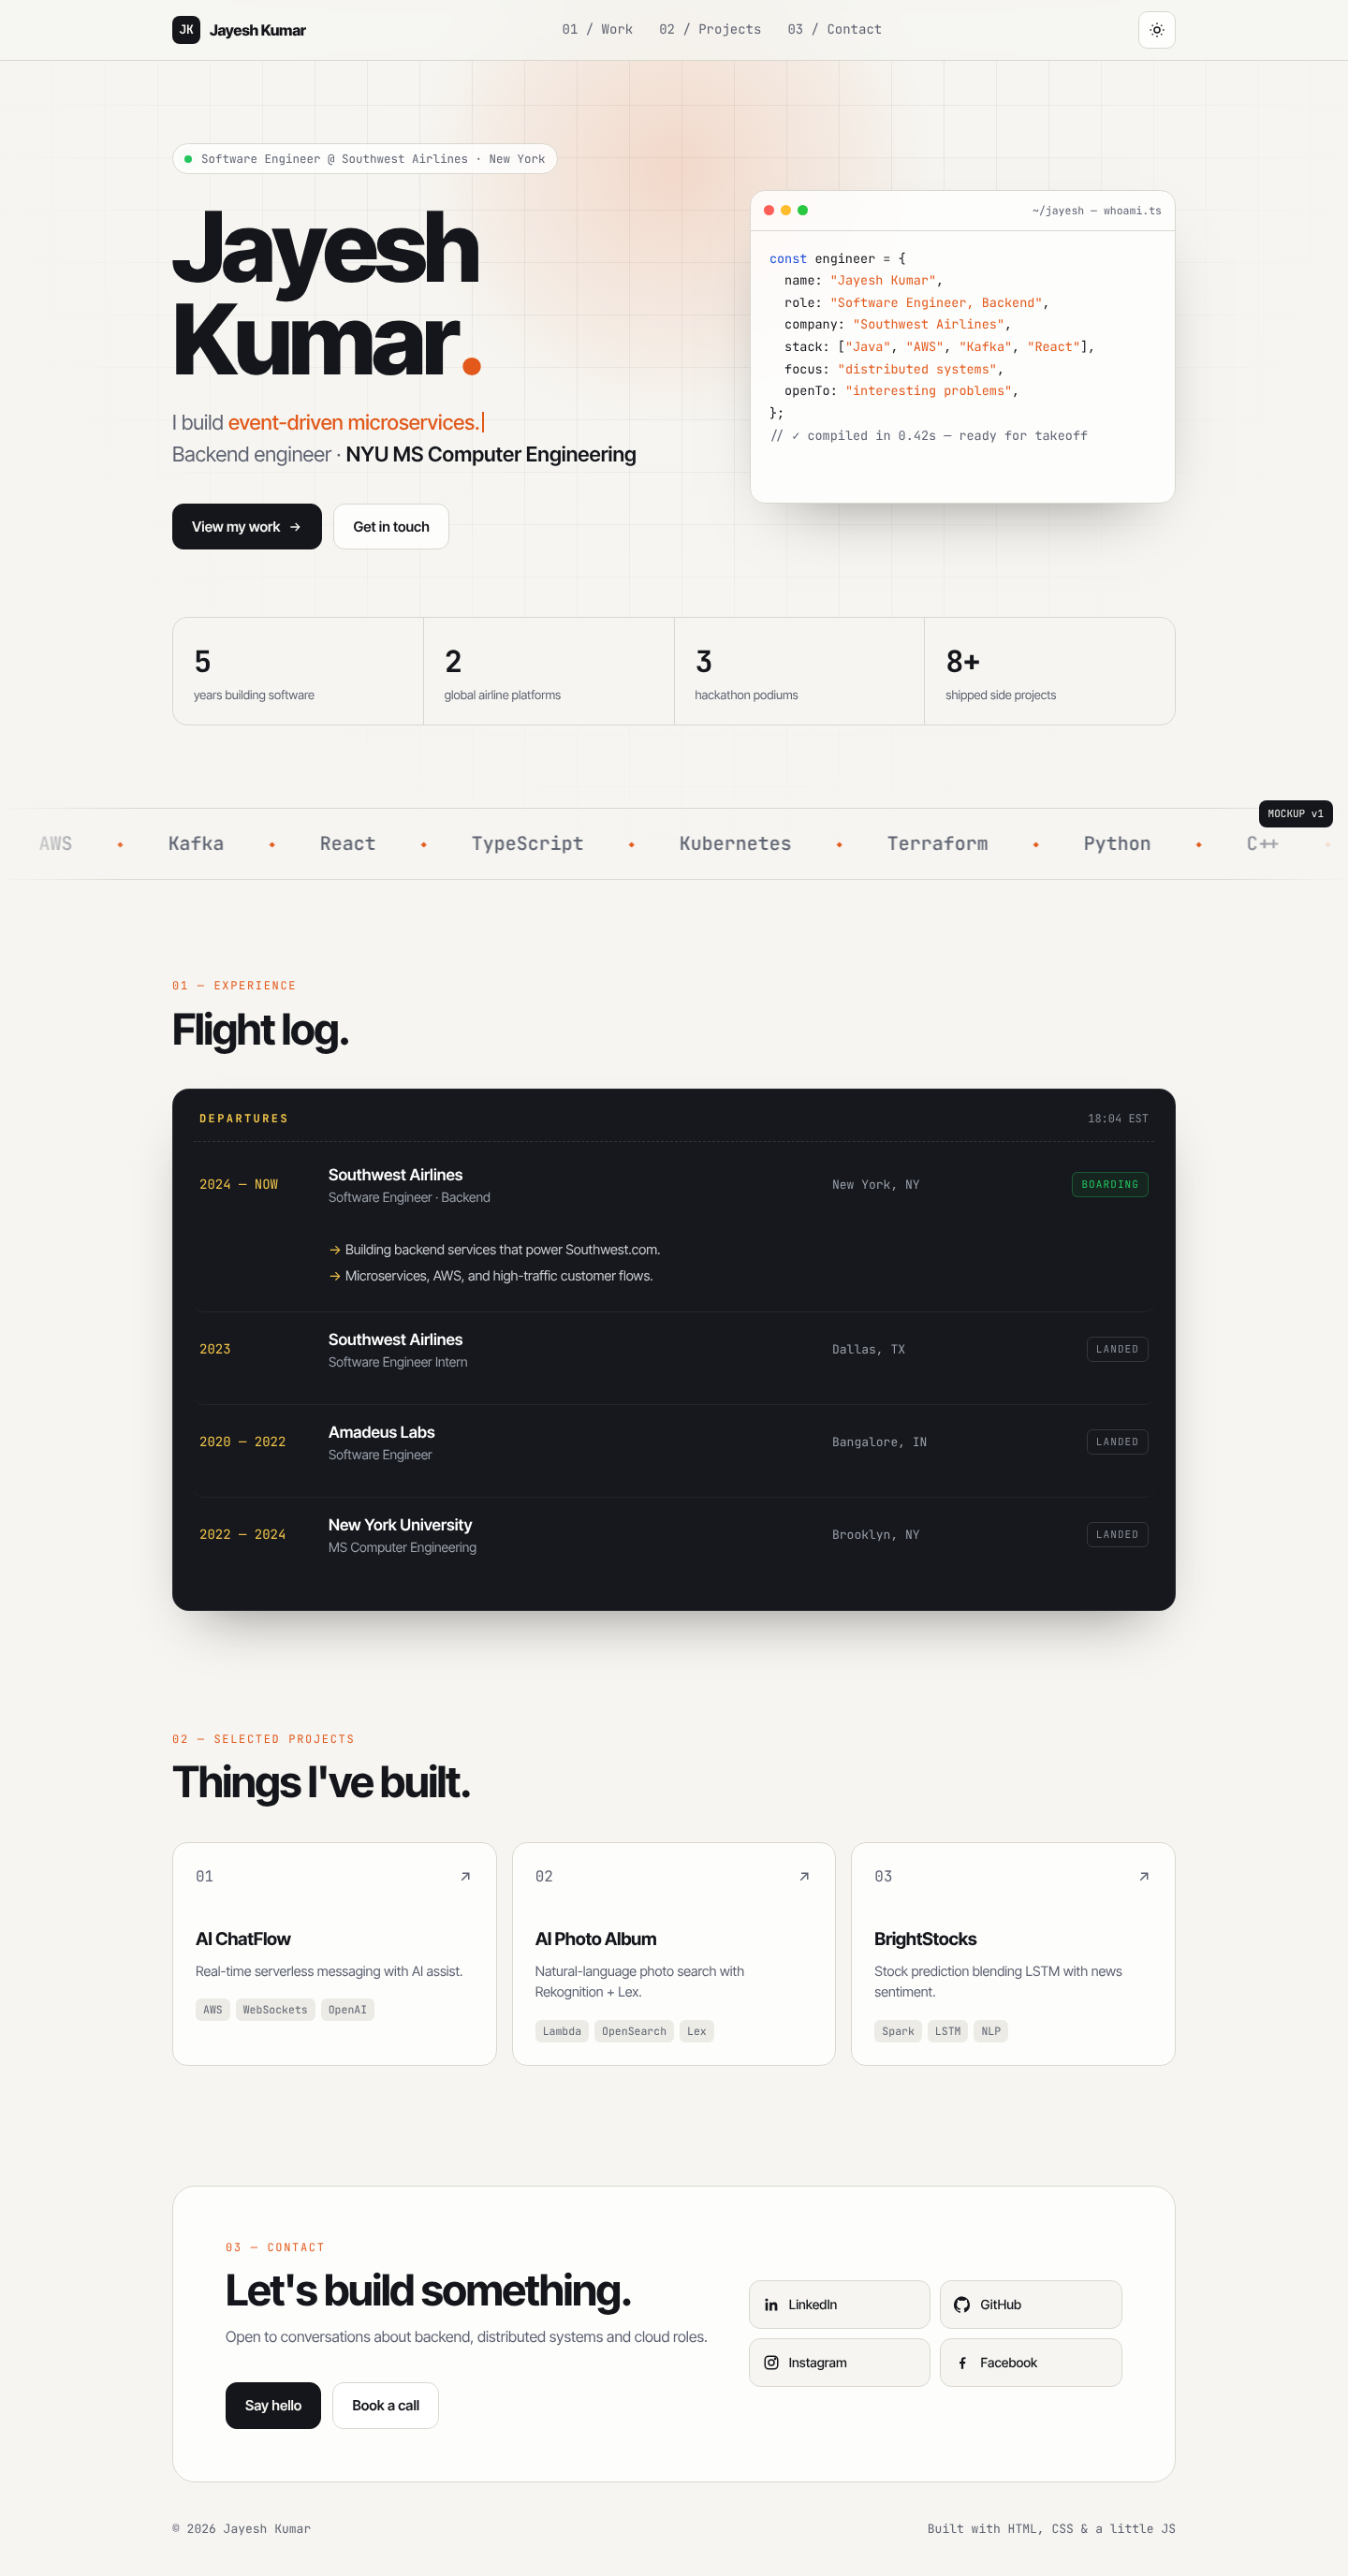 JK Jayesh Kumar 01 / Work 02 / Projects 03 / Contact
Software Engineer @ Southwest Airlines · New York
Jayesh
Kumar.
I build event-driven microservices.
Backend engineer · NYU MS Computer Engineering
View my work → Get in touch
~/jayesh — whoami.ts
const engineer = {
name: "Jayesh Kumar",
role: "Software Engineer, Backend",
company: "Southwest Airlines",
stack: ["Java", "AWS", "Kafka", "React"],
focus: "distributed systems",
openTo: "interesting problems",
};
// ✓ compiled in 0.42s — ready for takeoff
5 2 3 8+
years building software global airline platforms hackathon podiums shipped side projects
MOCKUP v1
AWS Kafka React TypeScript Kubernetes Terraform Python C++
01 — EXPERIENCE
Flight log.
DEPARTURES 18:04 EST
2024 — NOW Southwest Airlines New York, NY BOARDING
Software Engineer · Backend
→ Building backend services that power Southwest.com.
→ Microservices, AWS, and high-traffic customer flows.
2023 Southwest Airlines Dallas, TX LANDED
Software Engineer Intern
2020 — 2022 Amadeus Labs Bangalore, IN LANDED
Software Engineer
2022 — 2024 New York University Brooklyn, NY LANDED
MS Computer Engineering
02 — SELECTED PROJECTS
Things I've built.
01 ↗
AI ChatFlow
Real-time serverless messaging with AI assist.
AWS WebSockets OpenAI
02 ↗
AI Photo Album
Natural-language photo search with
Rekognition + Lex.
Lambda OpenSearch Lex
03 ↗
BrightStocks
Stock prediction blending LSTM with news
sentiment.
Spark LSTM NLP
03 — CONTACT
Let's build something.
Open to conversations about backend, distributed systems and cloud roles.
Say hello Book a call
LinkedIn GitHub
Instagram Facebook
© 2026 Jayesh Kumar Built with HTML, CSS & a little JS